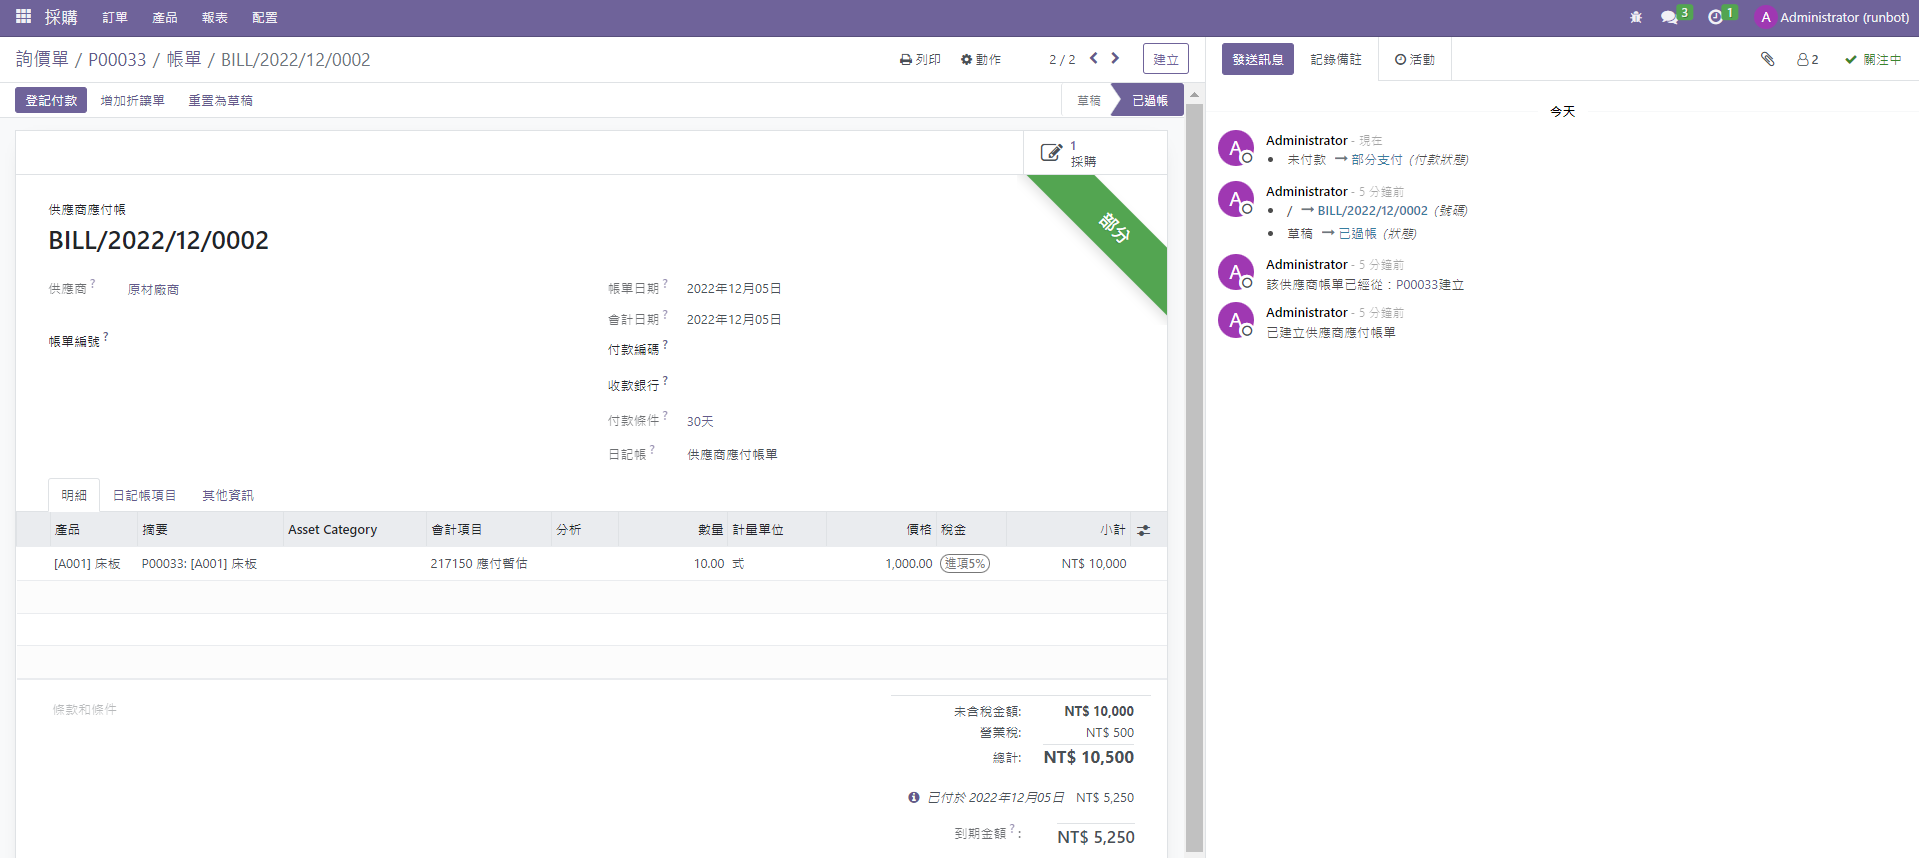 採購 訂單 產品 報表 配置 3 1 A Administrator (runbot)
詢價單 / P00033 / 帳單 / BILL/2022/12/0002 列印 動作 2 / 2 建立
登記付款 增加折讓單 重置為草稿 草稿 已過帳
1
採購
部分
供應商應付帳
BILL/2022/12/0002
供應商 ? 原材廠商
帳單編號 ?
帳單日期 ? 2022年12月05日
會計日期 ? 2022年12月05日
付款編碼 ?
收款銀行 ?
付款條件 ? 30天
日記帳 ? 供應商應付帳單
明細 日記帳項目 其他資訊
產品 摘要 Asset Category 會計項目 分析 數量 計量單位 價格 稅金 小計
[A001] 床板 P00033: [A001] 床板 217150 應付暫估 10.00 式 1,000.00 進項5% NT$ 10,000
條款和條件
未含稅金額: NT$ 10,000
營業稅: NT$ 500
總計: NT$ 10,500
已付於 2022年12月05日 NT$ 5,250
到期金額 ? : NT$ 5,250
發送訊息 記錄備註 活動 2 關注中
今天
A Administrator - 現在
未付款 → 部分支付 (付款狀態)
A Administrator - 5 分鐘前
/ → BILL/2022/12/0002 (號碼)
草稿 → 已過帳 (狀態)
A Administrator - 5 分鐘前
該供應商帳單已經從：P00033建立
A Administrator - 5 分鐘前
已建立供應商應付帳單